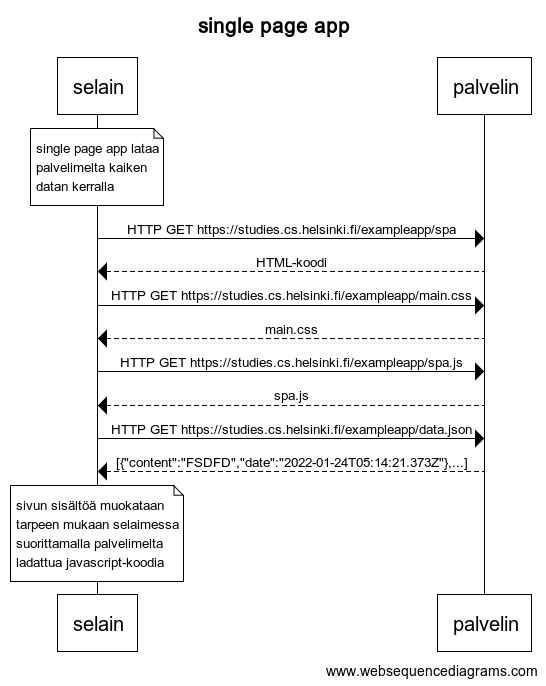 single page app
selain
palvelin
single page app lataa
palvelimelta kaiken
datan kerralla
HTTP GET https://studies.cs.helsinki.fi/exampleapp/spa
HTML-koodi
HTTP GET https://studies.cs.helsinki.fi/exampleapp/main.css
main.css
HTTP GET https://studies.cs.helsinki.fi/exampleapp/spa.js
spa.js
HTTP GET https://studies.cs.helsinki.fi/exampleapp/data.json
[{"content":"FSDFD","date":"2022-01-24T05:14:21.373Z"},...]
sivun sisältöä muokataan
tarpeen mukaan selaimessa
suorittamalla palvelimelta
ladattua javascript-koodia
selain
palvelin
www.websequencediagrams.com